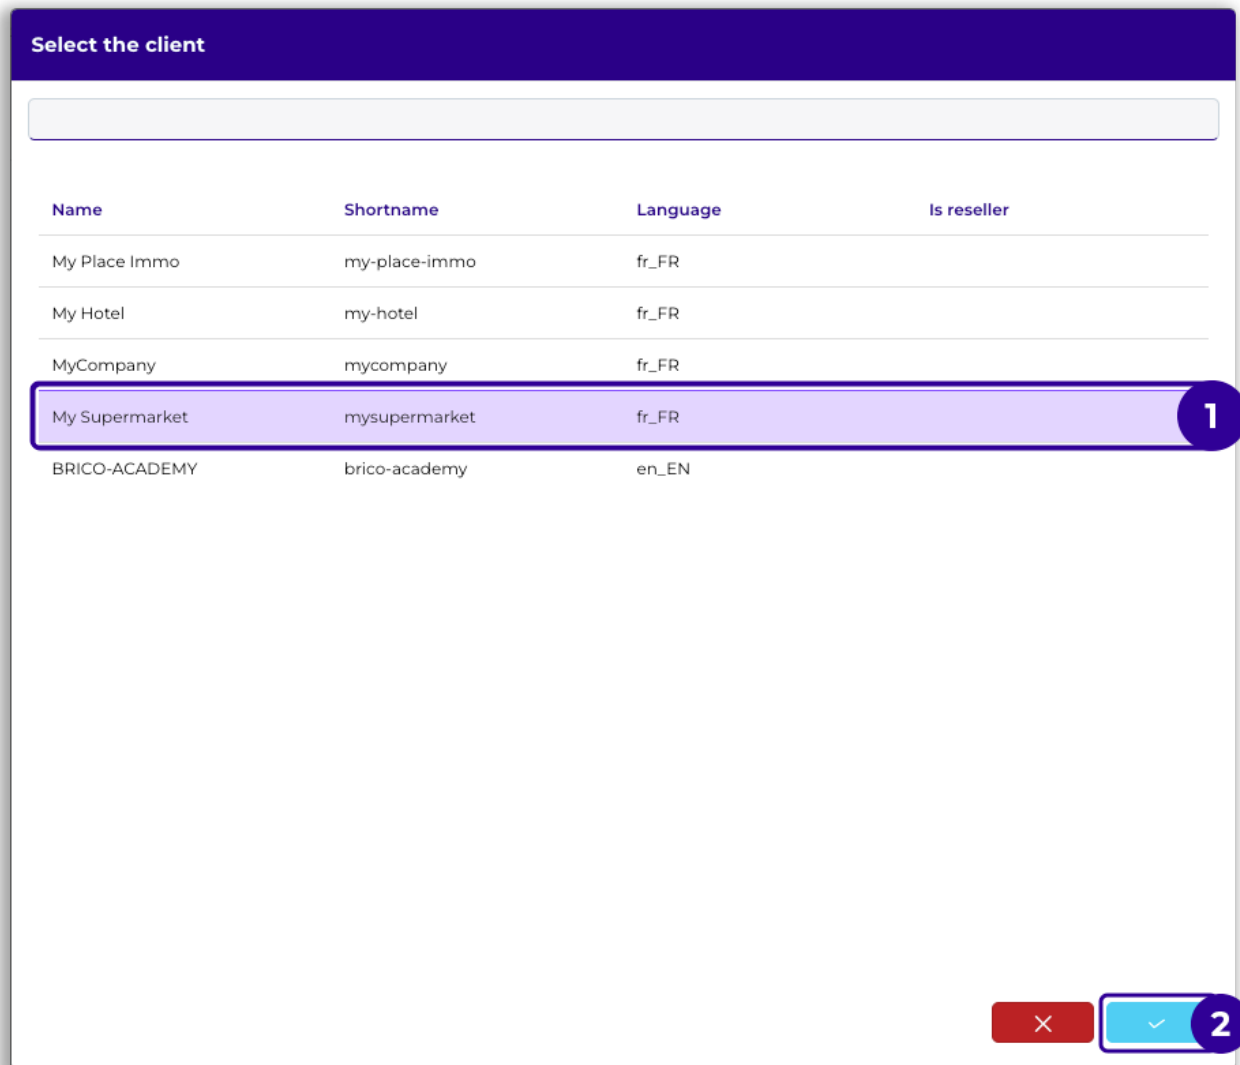 Select the client
Name Shortname Language Is reseller
My Place Immo my-place-immo fr_FR
My Hotel my-hotel fr_FR
MyCompany mycompany fr_FR
My Supermarket mysupermarket fr_FR 1
BRICO-ACADEMY brico-academy en_EN
2